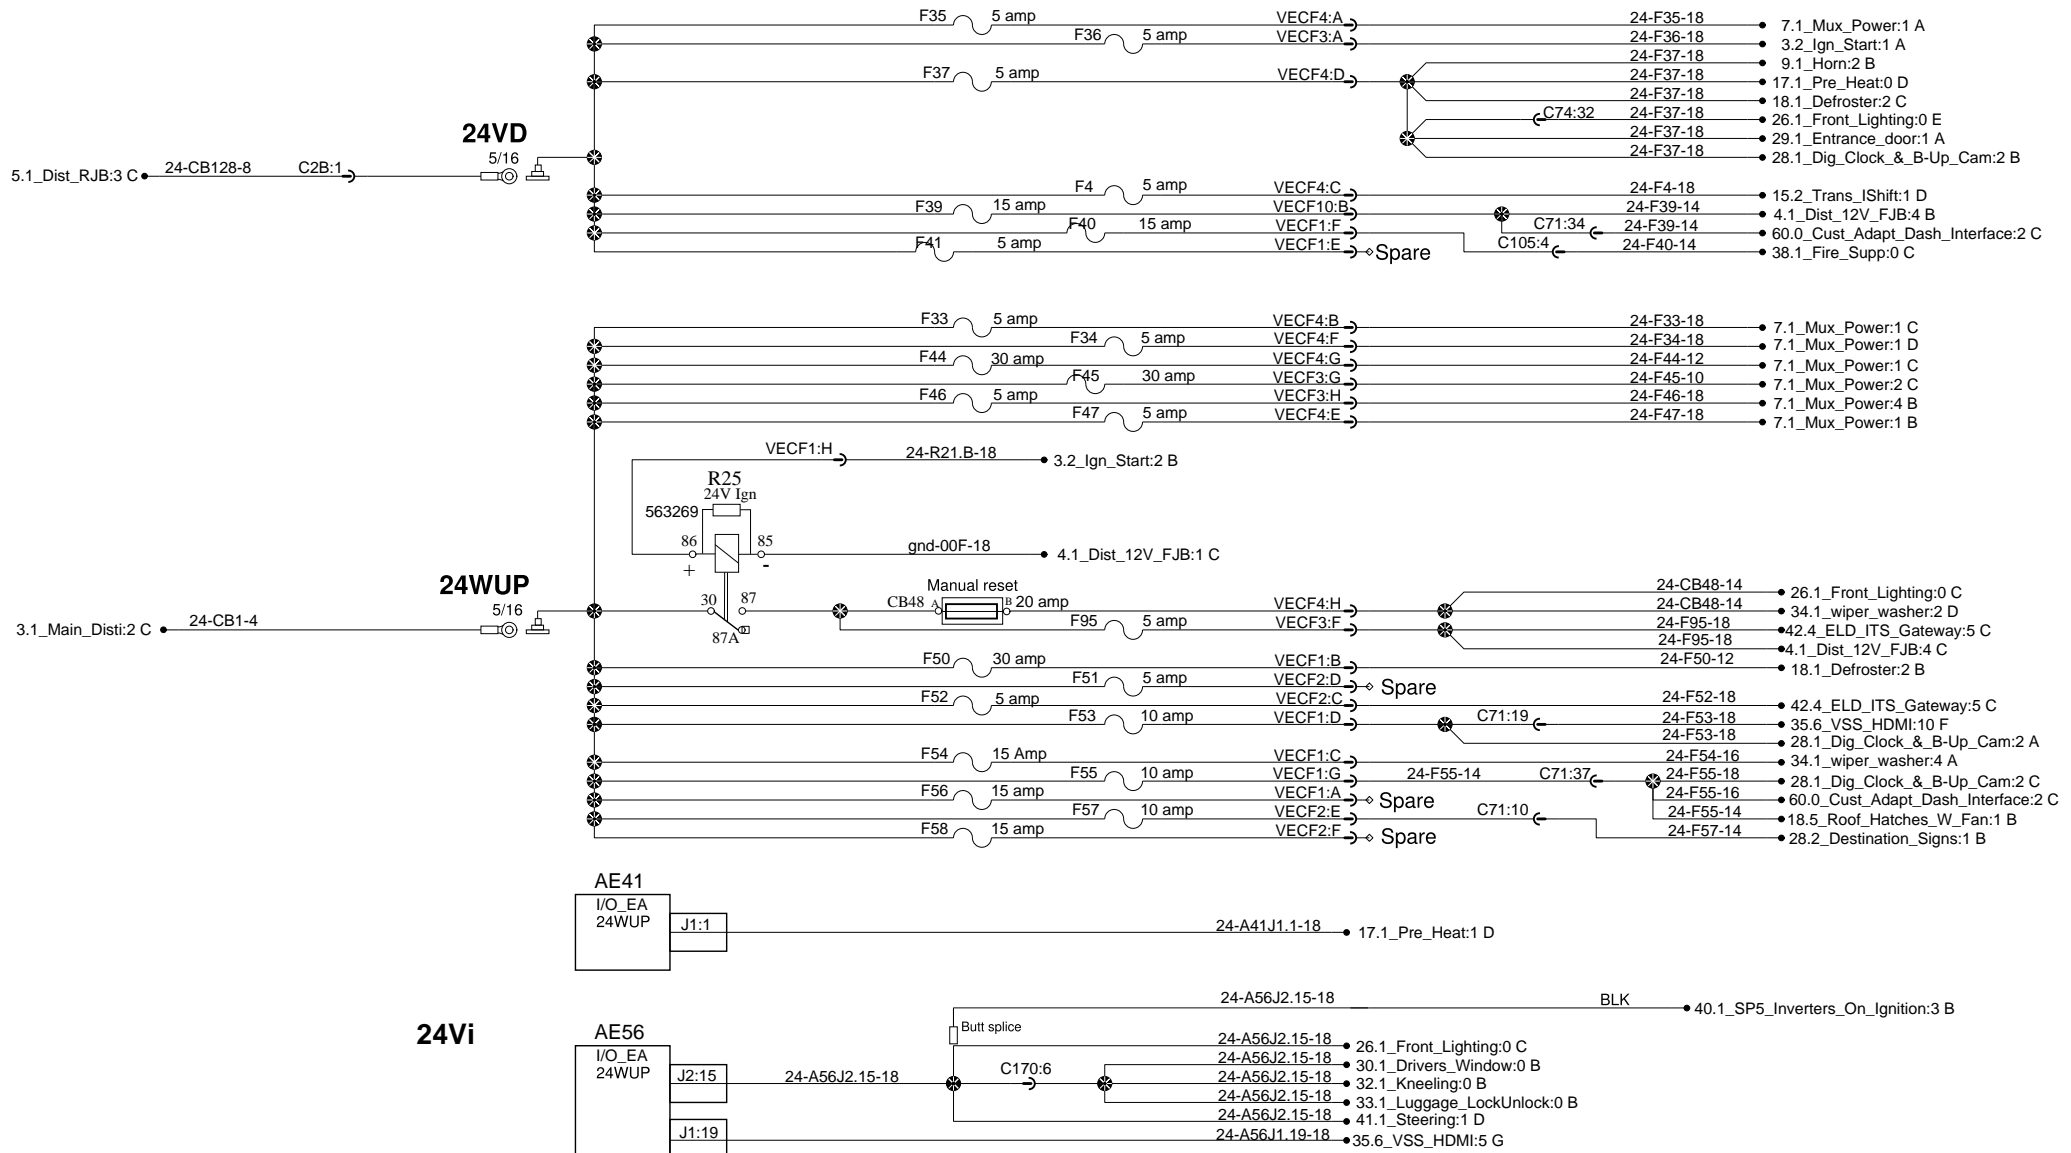 F35 5 amp VECF4:A 24-F35-18 7.1_Mux_Power:1 A
F36 5 amp VECF3:A 24-F36-18 3.2_Ign_Start:1 A
24-F37-18 9.1_Horn:2 B
F37 5 amp VECF4:D 24-F37-18 17.1_Pre_Heat:0 D
24-F37-18 18.1_Defroster:2 C
C74:32 24-F37-18 26.1_Front_Lighting:0 E
24VD 24-F37-18 29.1_Entrance_door:1 A
5/16 24-F37-18 28.1_Dig_Clock_&_B-Up_Cam:2 B
5.1_Dist_RJB:3 C 24-CB128-8 C2B:1
F4 5 amp VECF4:C 24-F4-18 15.2_Trans_IShift:1 D
F39 15 amp VECF10:B 24-F39-14 4.1_Dist_12V_FJB:4 B
F40 15 amp VECF1:F C71:34 24-F39-14 60.0_Cust_Adapt_Dash_Interface:2 C
F41 5 amp VECF1:E Spare C105:4 24-F40-14 38.1_Fire_Supp:0 C
F33 5 amp VECF4:B 24-F33-18 7.1_Mux_Power:1 C
F34 5 amp VECF4:F 24-F34-18 7.1_Mux_Power:1 D
F44 30 amp VECF4:G 24-F44-12 7.1_Mux_Power:1 C
F45 30 amp VECF3:G 24-F45-10 7.1_Mux_Power:2 C
F46 5 amp VECF3:H 24-F46-18 7.1_Mux_Power:4 B
F47 5 amp VECF4:E 24-F47-18 7.1_Mux_Power:1 B
VECF1:H 24-R21.B-18 3.2_Ign_Start:2 B
R25
24V Ign
563269
86 85 gnd-00F-18 4.1_Dist_12V_FJB:1 C
+ -
24WUP Manual reset 24-CB48-14 26.1_Front_Lighting:0 C
5/16 30 87 CB48 A B 20 amp VECF4:H 24-CB48-14 34.1_wiper_washer:2 D
3.1_Main_Disti:2 C 24-CB1-4 87A F95 5 amp VECF3:F 24-F95-18 42.4_ELD_ITS_Gateway:5 C
24-F95-18 4.1_Dist_12V_FJB:4 C
F50 30 amp VECF1:B 24-F50-12 18.1_Defroster:2 B
F51 5 amp VECF2:D Spare
F52 5 amp VECF2:C 24-F52-18 42.4_ELD_ITS_Gateway:5 C
F53 10 amp VECF1:D C71:19 24-F53-18 35.6_VSS_HDMI:10 F
24-F53-18 28.1_Dig_Clock_&_B-Up_Cam:2 A
F54 15 Amp VECF1:C 24-F54-16 34.1_wiper_washer:4 A
F55 10 amp VECF1:G 24-F55-14 C71:37 24-F55-18 28.1_Dig_Clock_&_B-Up_Cam:2 C
F56 15 amp VECF1:A Spare 24-F55-16 60.0_Cust_Adapt_Dash_Interface:2 C
F57 10 amp VECF2:E C71:10 24-F55-14 18.5_Roof_Hatches_W_Fan:1 B
F58 15 amp VECF2:F Spare 24-F57-14 28.2_Destination_Signs:1 B
AE41
I/O_EA
24WUP
J1:1 24-A41J1.1-18 17.1_Pre_Heat:1 D
24-A56J2.15-18 BLK 40.1_SP5_Inverters_On_Ignition:3 B
24Vi AE56 Butt splice
I/O_EA 24-A56J2.15-18 26.1_Front_Lighting:0 C
24WUP 24-A56J2.15-18 30.1_Drivers_Window:0 B
J2:15 24-A56J2.15-18 C170:6 24-A56J2.15-18 32.1_Kneeling:0 B
24-A56J2.15-18 33.1_Luggage_LockUnlock:0 B
24-A56J2.15-18 41.1_Steering:1 D
J1:19 24-A56J1.19-18 35.6_VSS_HDMI:5 G